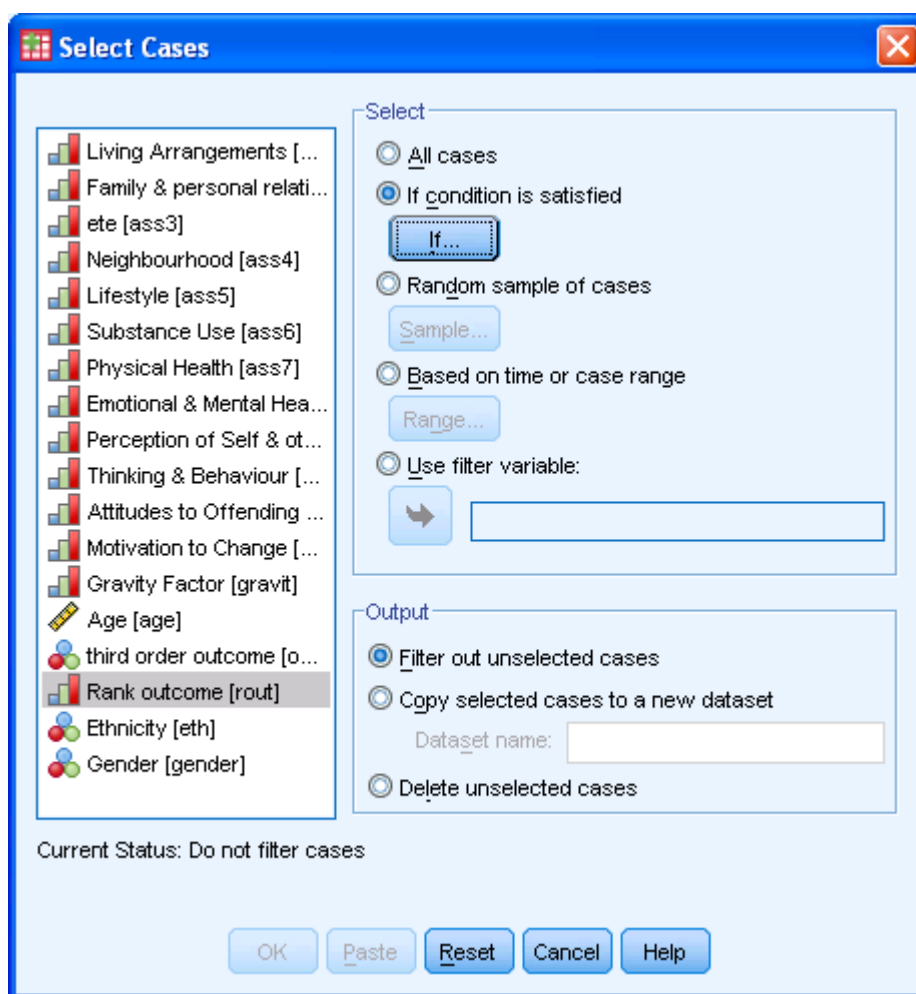 Select Cases
Living Arrangements [...
Family & personal relati...
ete [ass3]
Neighbourhood [ass4]
Lifestyle [ass5]
Substance Use [ass6]
Physical Health [ass7]
Emotional & Mental Hea...
Perception of Self & ot...
Thinking & Behaviour [...
Attitudes to Offending ...
Motivation to Change [...
Gravity Factor [gravit]
Age [age]
third order outcome [o...
Rank outcome [rout]
Ethnicity [eth]
Gender [gender]
Select
All cases
If condition is satisfied
If...
Random sample of cases
Sample...
Based on time or case range
Range...
Use filter variable:
Output
Filter out unselected cases
Copy selected cases to a new dataset
Dataset name:
Delete unselected cases
Current Status: Do not filter cases
OK Paste Reset Cancel Help